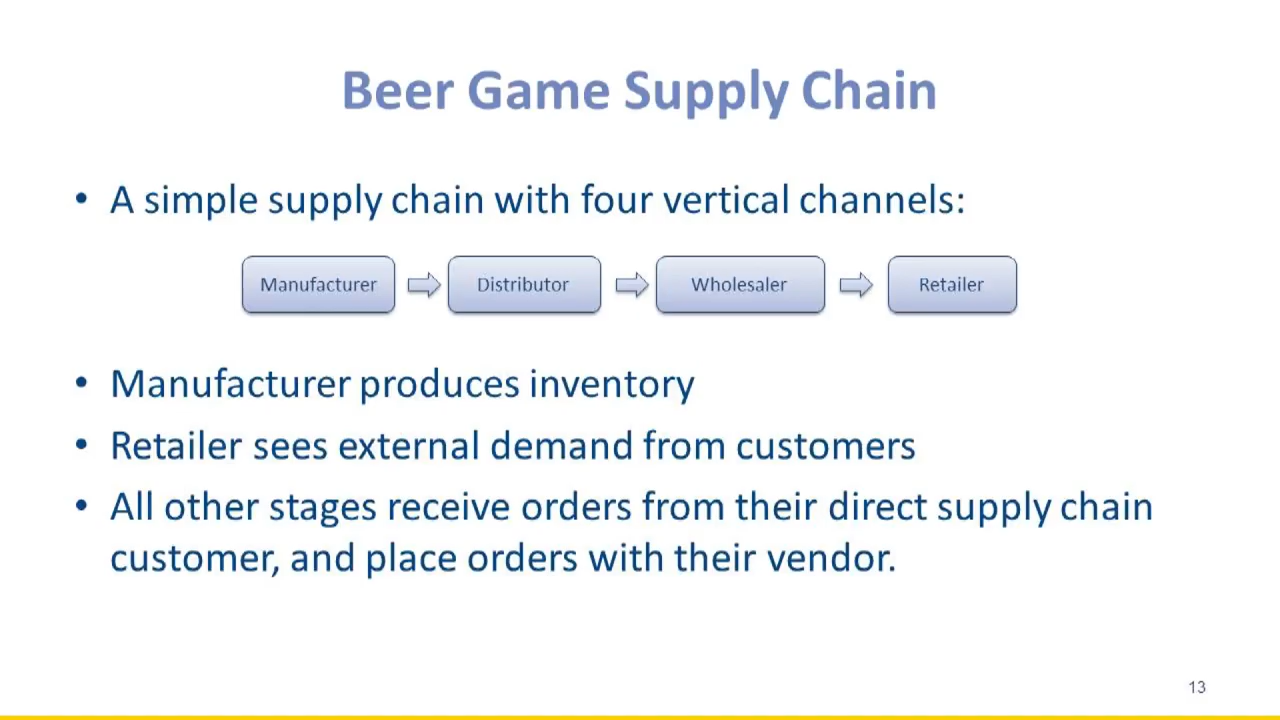 Beer Game Supply Chain
• A simple supply chain with four vertical channels:
Manufacturer Distributor Wholesaler Retailer
• Manufacturer produces inventory
• Retailer sees external demand from customers
• All other stages receive orders from their direct supply chain
customer, and place orders with their vendor.
13